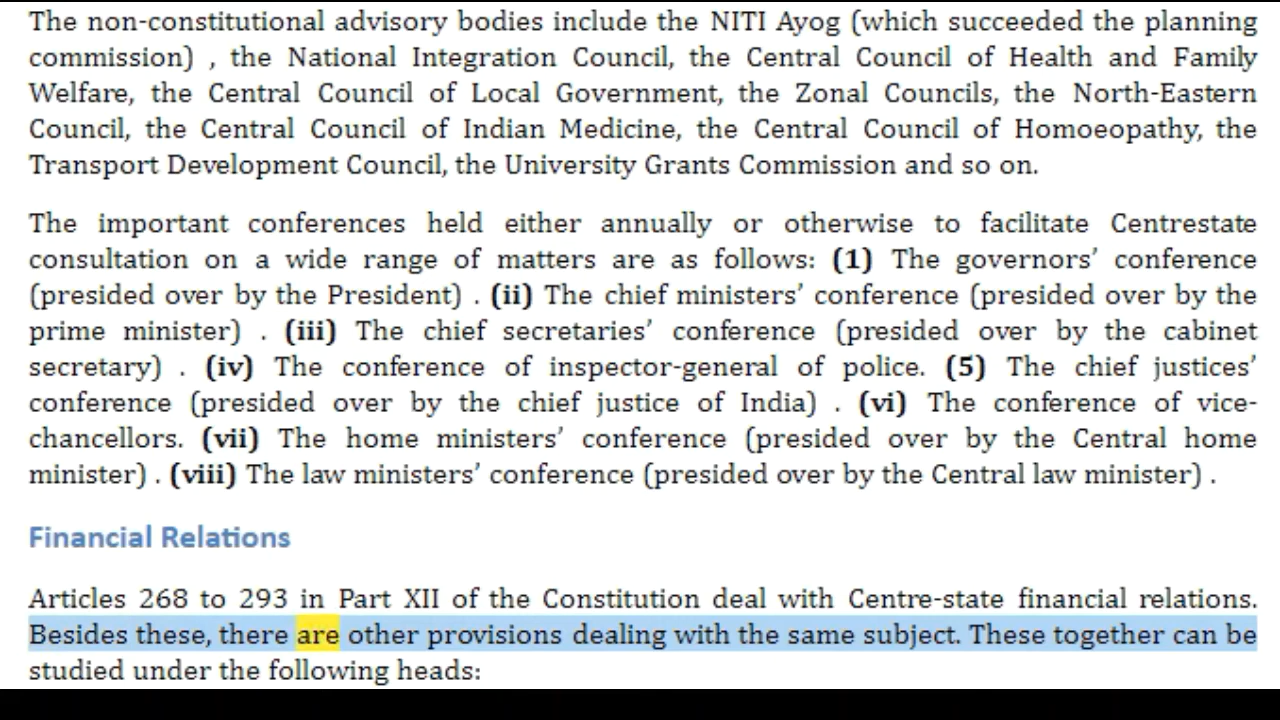 The non-constitutional advisory bodies include the NITI Ayog (which succeeded the planning
commission) , the National Integration Council, the Central Council of Health and Family
Welfare, the Central Council of Local Government, the Zonal Councils, the North-Eastern
Council, the Central Council of Indian Medicine, the Central Council of Homoeopathy, the
Transport Development Council, the University Grants Commission and so on.
The important conferences held either annually or otherwise to facilitate Centrestate
consultation on a wide range of matters are as follows: (1) The governors’ conference
(presided over by the President) . (ii) The chief ministers’ conference (presided over by the
prime minister) . (iii) The chief secretaries’ conference (presided over by the cabinet
secretary) . (iv) The conference of inspector-general of police. (5) The chief justices’
conference (presided over by the chief justice of India) . (vi) The conference of vice-
chancellors. (vii) The home ministers’ conference (presided over by the Central home
minister) . (viii) The law ministers’ conference (presided over by the Central law minister) .
Financial Relations
Articles 268 to 293 in Part XII of the Constitution deal with Centre-state financial relations.
Besides these, there are other provisions dealing with the same subject. These together can be
studied under the following heads: